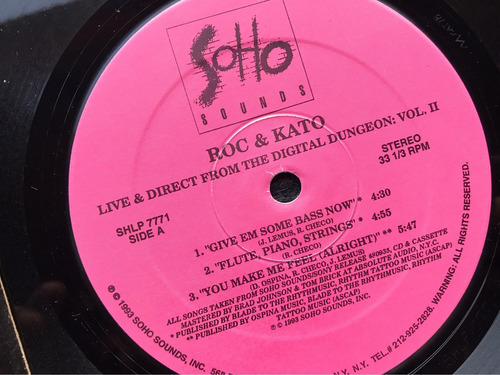 SOHO
SOUNDS
ROC & KATO
LIVE & DIRECT FROM THE DIGITAL DUNGEON: VOL. II
SHLP 7771
SIDE A
STEREO
33 1/3 RPM
1. "GIVE EM SOME BASS NOW" * 4:30
(J. LEMUS, R. CHECO)
2. "FLUTE, PIANO, STRINGS" * 4:55
(R. CHECO)
3. "YOU MAKE ME FEEL (ALRIGHT)" ** 5:47
(D. OSPINA, R. CHECO, J. LEMUS)
ALL SONGS TAKEN FROM SOHO SOUNDS/SONY RELEASE 480935, CD & CASSETTE
MASTERED BY BRAD JOHNSON & TOM BRICK AT ABSOLUTE AUDIO, N.Y.C.
* PUBLISHED BY BLADE TO THE RHYTHMUSIC, RHYTHM TATTOO MUSIC (ASCAP)
** PUBLISHED BY OSPINA MUSIC, BLADE TO THE RHYTHMUSIC, RHYTHM
TATTOO MUSIC (ASCAP)
℗ © 1993 SOHO SOUNDS, INC.
℗ © 1993 SOHO SOUNDS, INC. 568
N.Y., N.Y. TEL.# 212-925-2828. WARNING: ALL RIGHTS RESERVED.